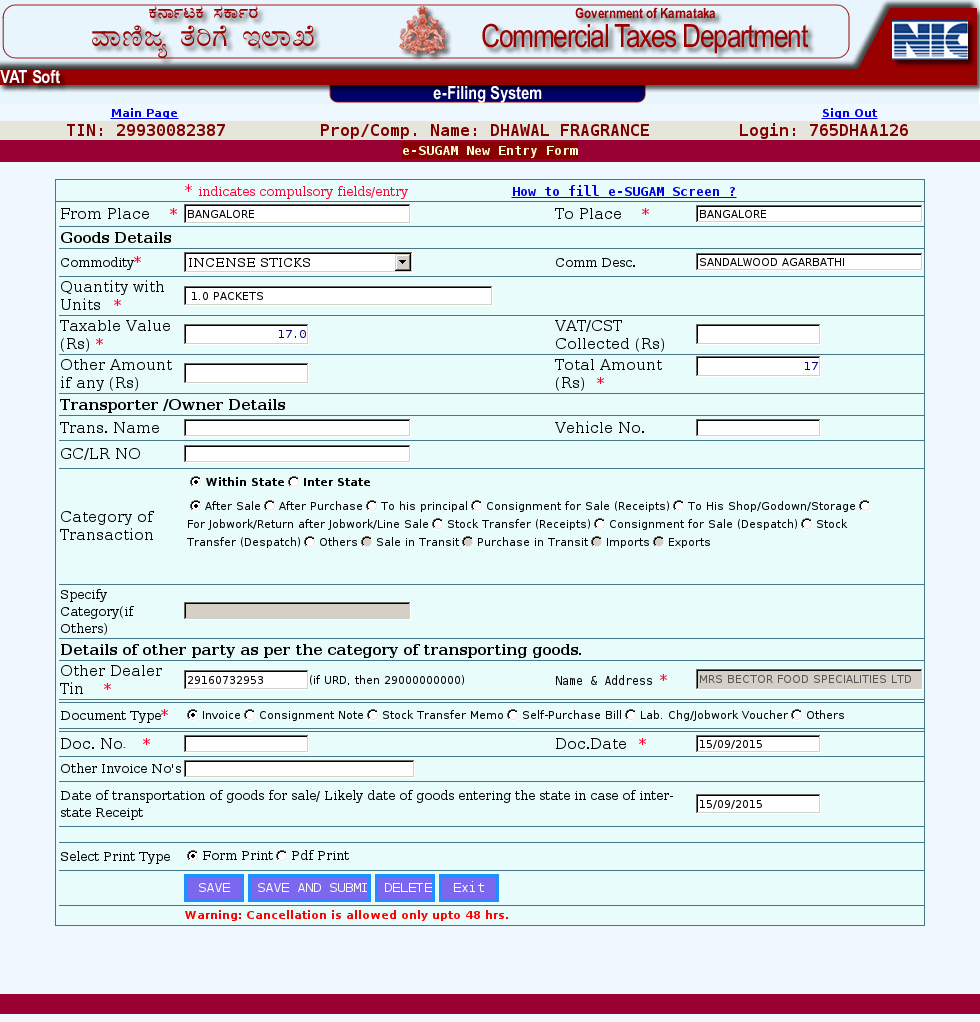 ಕರ್ನಾಟಕ ಸರ್ಕಾರ
Government of Karnataka
ವಾಣಿಜ್ಯ ತೆರಿಗೆ ಇಲಾಖೆ
Commercial Taxes Department
NIC
VAT Soft
e-Filing System
Main Page Sign Out
TIN: 29930082387 Prop/Comp. Name: DHAWAL FRAGRANCE Login: 765DHAA126
e-SUGAM New Entry Form
* indicates compulsory fields/entry How to fill e-SUGAM Screen ?
From Place * BANGALORE To Place * BANGALORE
Goods Details
Commodity* INCENSE STICKS Comm Desc. SANDALWOOD AGARBATHI
Quantity with
Units * 1.0 PACKETS
Taxable Value
(Rs) * 17.0 VAT/CST
Collected (Rs)
Other Amount
if any (Rs) Total Amount
(Rs) * 17
Transporter /Owner Details
Trans. Name Vehicle No.
GC/LR NO
Within State Inter State
Category of
Transaction
After Sale After Purchase To his principal Consignment for Sale (Receipts) To His Shop/Godown/Storage
For Jobwork/Return after Jobwork/Line Sale Stock Transfer (Receipts) Consignment for Sale (Despatch) Stock
Transfer (Despatch) Others Sale in Transit Purchase in Transit Imports Exports
Specify
Category(if
Others)
Details of other party as per the category of transporting goods.
Other Dealer
Tin * 29160732953 (if URD, then 29000000000) Name & Address * MRS BECTOR FOOD SPECIALITIES LTD
Document Type* Invoice Consignment Note Stock Transfer Memo Self-Purchase Bill Lab. Chg/Jobwork Voucher Others
Doc. No. * Doc.Date * 15/09/2015
Other Invoice No's
Date of transportation of goods for sale/ Likely date of goods entering the state in case of inter-
state Receipt 15/09/2015
Select Print Type Form Print Pdf Print
SAVE SAVE AND SUBMI DELETE Exit
Warning: Cancellation is allowed only upto 48 hrs.